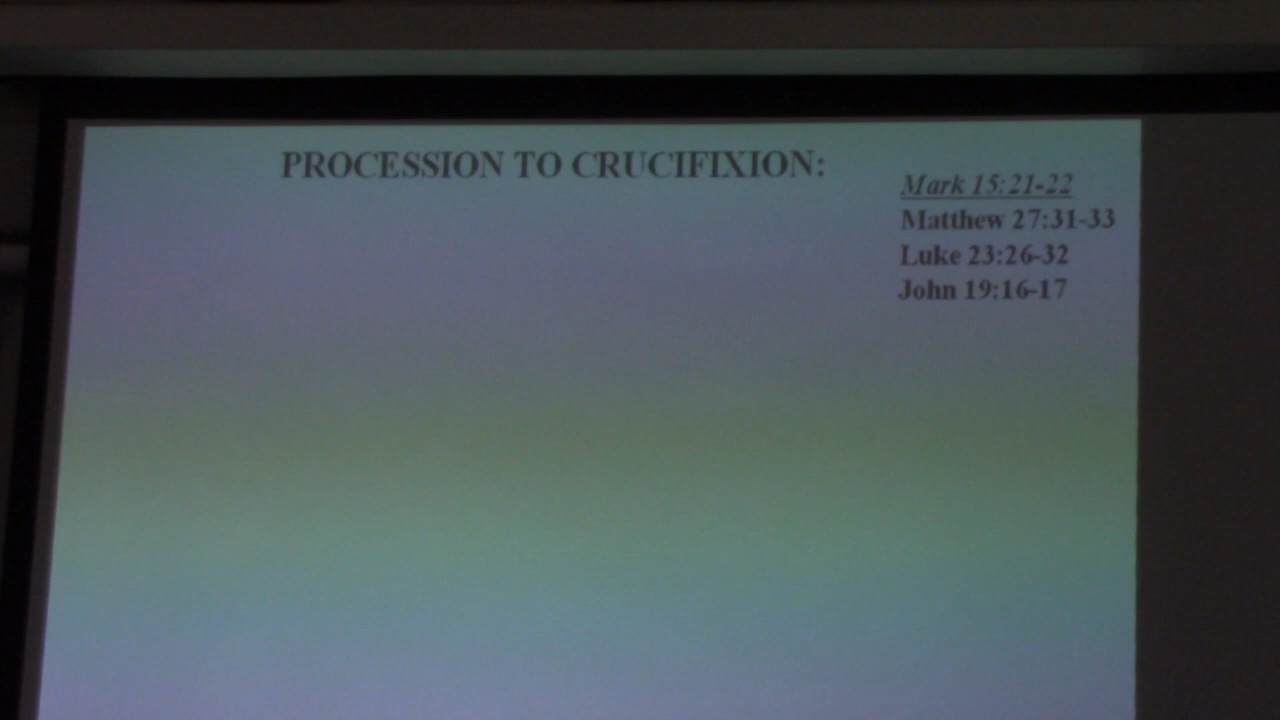 PROCESSION TO CRUCIFIXION:
Mark 15:21-22
Matthew 27:31-33
Luke 23:26-32
John 19:16-17